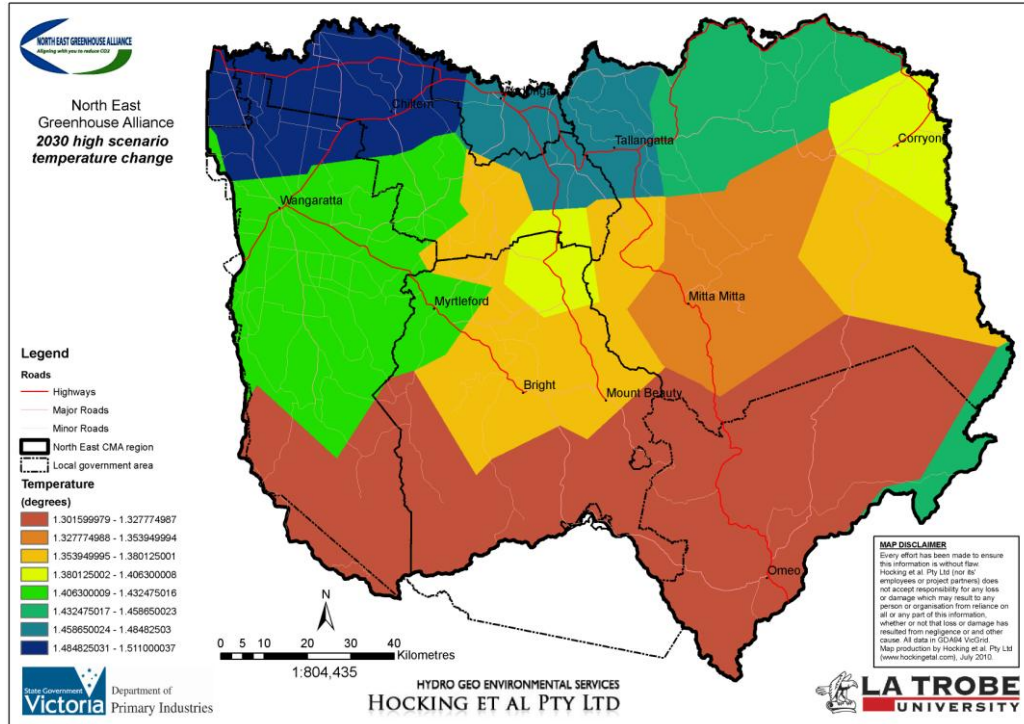 NORTH EAST GREENHOUSE ALLIANCE
Aligning with you to reduce CO2
North East
Greenhouse Alliance
2030 high scenario
temperature change
Chiltern
Tallangatta
Corryong
Wangaratta
Myrtleford
Mitta Mitta
Bright
Mount Beauty
Omeo
Legend
Roads
Highways
Major Roads
Minor Roads
North East CMA region
Local government area
Temperature
(degrees)
1.301599979 - 1.327774987
1.327774988 - 1.353949994
1.353949995 - 1.380125001
1.380125002 - 1.406300008
1.406300009 - 1.432475016
1.432475017 - 1.458650023
1.458650024 - 1.48482503
1.484825031 - 1.511000037
N
0 5 10 20 30 40
Kilometres
1:804,435
MAP DISCLAIMER
Every effort has been made to ensure
this information is without flaw.
Hocking et al. Pty Ltd (nor its'
employees or project partners) does
not accept responsibility for any loss
or damage which may result to any
person or organisation from reliance on
all or any part of this information,
whether or not that loss or damage has
resulted from negligence or and other
cause. All data in GDA94 VicGrid.
Map production by Hocking et al. Pty Ltd
(www.hockingetal.com), July 2010.
State Government
Victoria
Department of
Primary Industries
HYDRO GEO ENVIRONMENTAL SERVICES
HOCKING ET AL PTY LTD
LA TROBE
UNIVERSITY